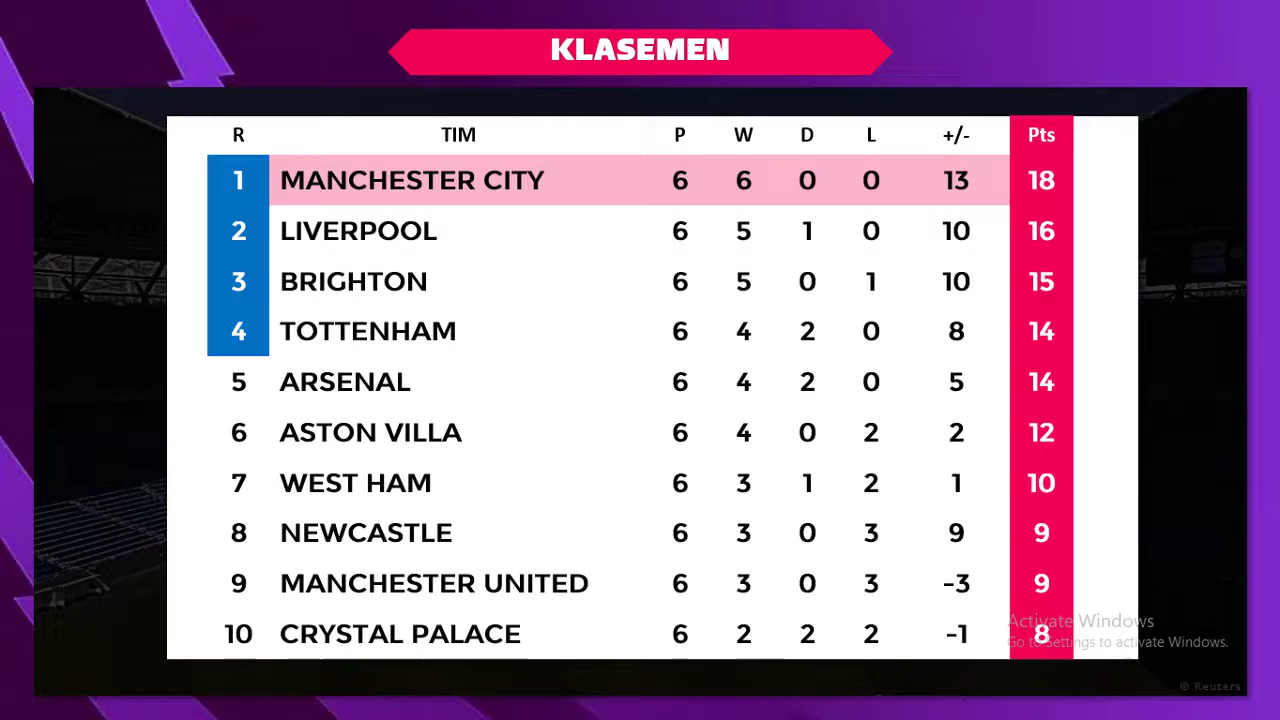 KLASEMEN
R TIM P W D L +/- Pts
1 MANCHESTER CITY 6 6 0 0 13 18
2 LIVERPOOL 6 5 1 0 10 16
3 BRIGHTON 6 5 0 1 10 15
4 TOTTENHAM 6 4 2 0 8 14
5 ARSENAL 6 4 2 0 5 14
6 ASTON VILLA 6 4 0 2 2 12
7 WEST HAM 6 3 1 2 1 10
8 NEWCASTLE 6 3 0 3 9 9
9 MANCHESTER UNITED 6 3 0 3 -3 9
10 CRYSTAL PALACE 6 2 2 2 -1 8
Activate Windows
Go to Settings to activate Windows.
© Reuters